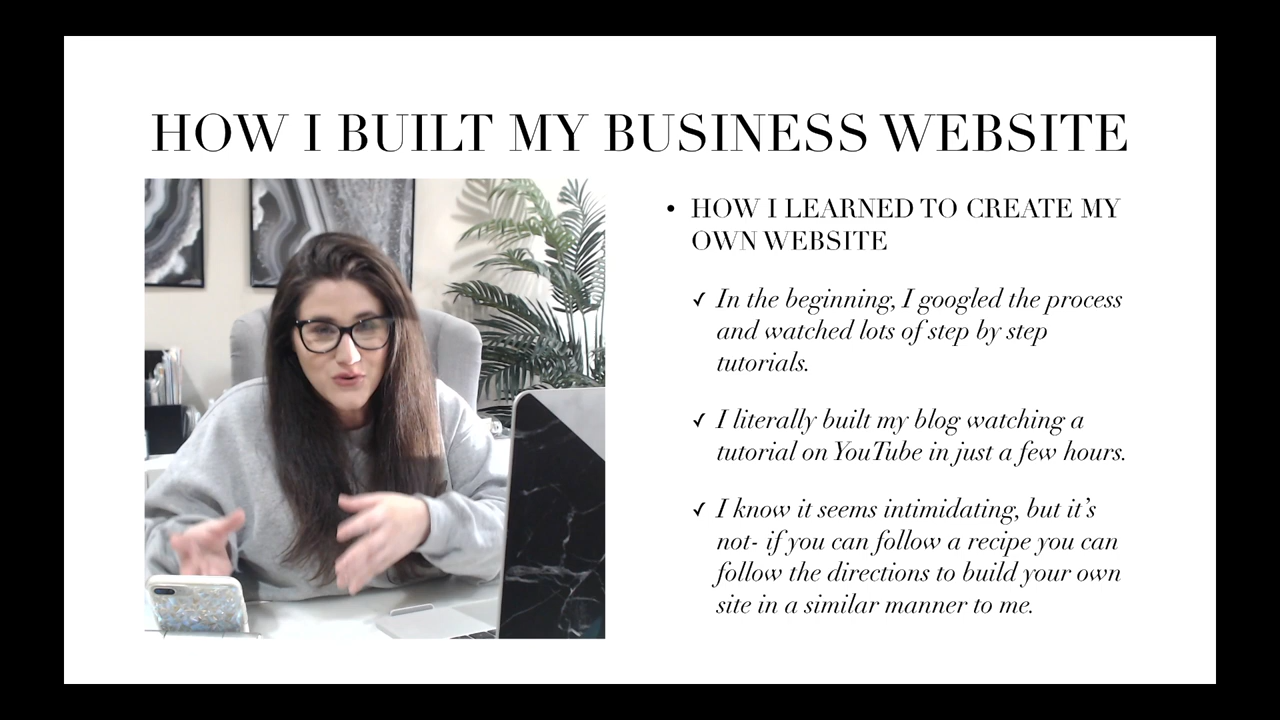 HOW I BUILT MY BUSINESS WEBSITE
• HOW I LEARNED TO CREATE MY
OWN WEBSITE
✓ In the beginning, I googled the process
and watched lots of step by step
tutorials.
✓ I literally built my blog watching a
tutorial on YouTube in just a few hours.
✓ I know it seems intimidating, but it's
not- if you can follow a recipe you can
follow the directions to build your own
site in a similar manner to me.